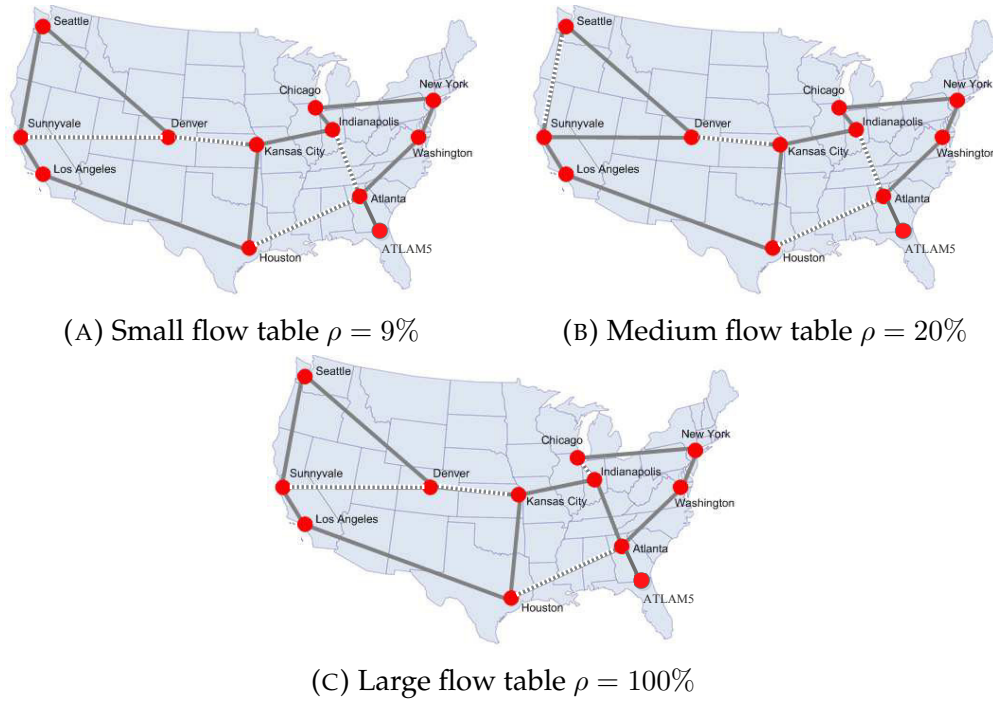 Seattle
Chicago
New York
Sunnyvale
Denver
Indianapolis
Kansas City
Washington
Los Angeles
Atlanta
Houston
ATLAM5
(A) Small flow table ρ = 9%
Seattle
Chicago
New York
Sunnyvale
Denver
Indianapolis
Kansas City
Washington
Los Angeles
Atlanta
Houston
ATLAM5
(B) Medium flow table ρ = 20%
Seattle
Chicago
New York
Sunnyvale
Denver
Indianapolis
Kansas City
Washington
Los Angeles
Atlanta
Houston
ATLAM5
(C) Large flow table ρ = 100%